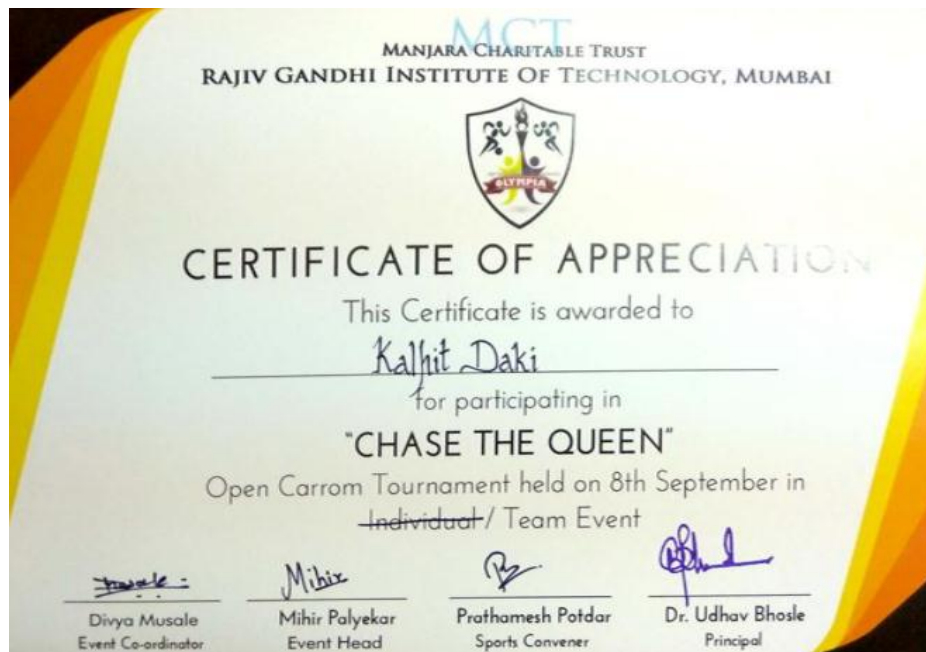 MCT
MANJARA CHARITABLE TRUST
RAJIV GANDHI INSTITUTE OF TECHNOLOGY, MUMBAI
OLYMPIA
CERTIFICATE OF APPRECIATION
This Certificate is awarded to
Daki
for participating in
"CHASE THE QUEEN"
Open Carrom Tournament held on 8th September in
Individual / Team Event
Musale Mihir
Divya Musale Mihir Palyekar Prathamesh Potdar Dr. Udhav Bhosle
Event Co-ordinator Event Head Sports Convener Principal